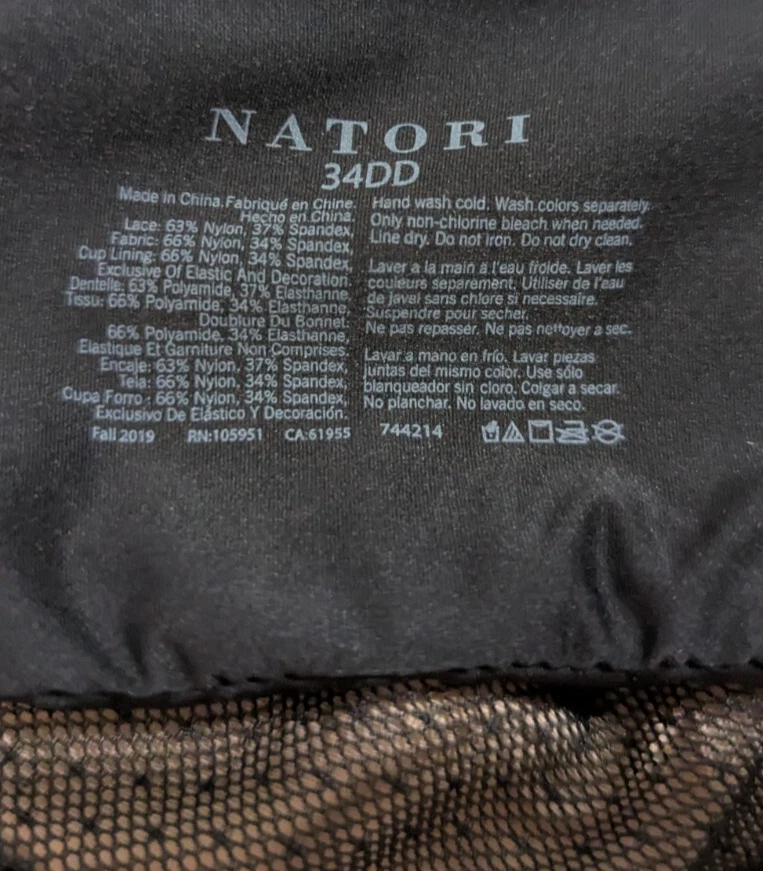 NATORI
34DD
Made in China. Fabriqué en Chine.
Hecho en China.
Lace: 63% Nylon, 37% Spandex,
Fabric: 66% Nylon, 34% Spandex,
Cup Lining: 66% Nylon, 34% Spandex,
Exclusive Of Elastic And Decoration.
Dentelle: 63% Polyamide, 37% Elasthanne,
Tissu: 66% Polyamide, 34% Elasthanne,
Doublure Du Bonnet:
66% Polyamide, 34% Elasthanne,
Elastique Et Garniture Non Comprises.
Encaje: 63% Nylon, 37% Spandex,
Tela: 66% Nylon, 34% Spandex,
Cupa Forro : 66% Nylon, 34% Spandex,
Exclusivo De Elástico Y Decoración.
Hand wash cold. Wash colors separately.
Only non-chlorine bleach when needed.
Line dry. Do not iron. Do not dry clean.
Laver a la main a l'eau froide. Laver les
couleurs separement. Utiliser de l'eau
de javal sans chlore si necessaire.
Suspendre pour secher.
Ne pas repasser. Ne pas nettoyer a sec.
Lavar a mano en frío. Lavar piezas
juntas del mismo color. Use sólo
blanqueador sin cloro. Colgar a secar.
No planchar. No lavado en seco.
Fall 2019 RN:105951 CA:61955 744214